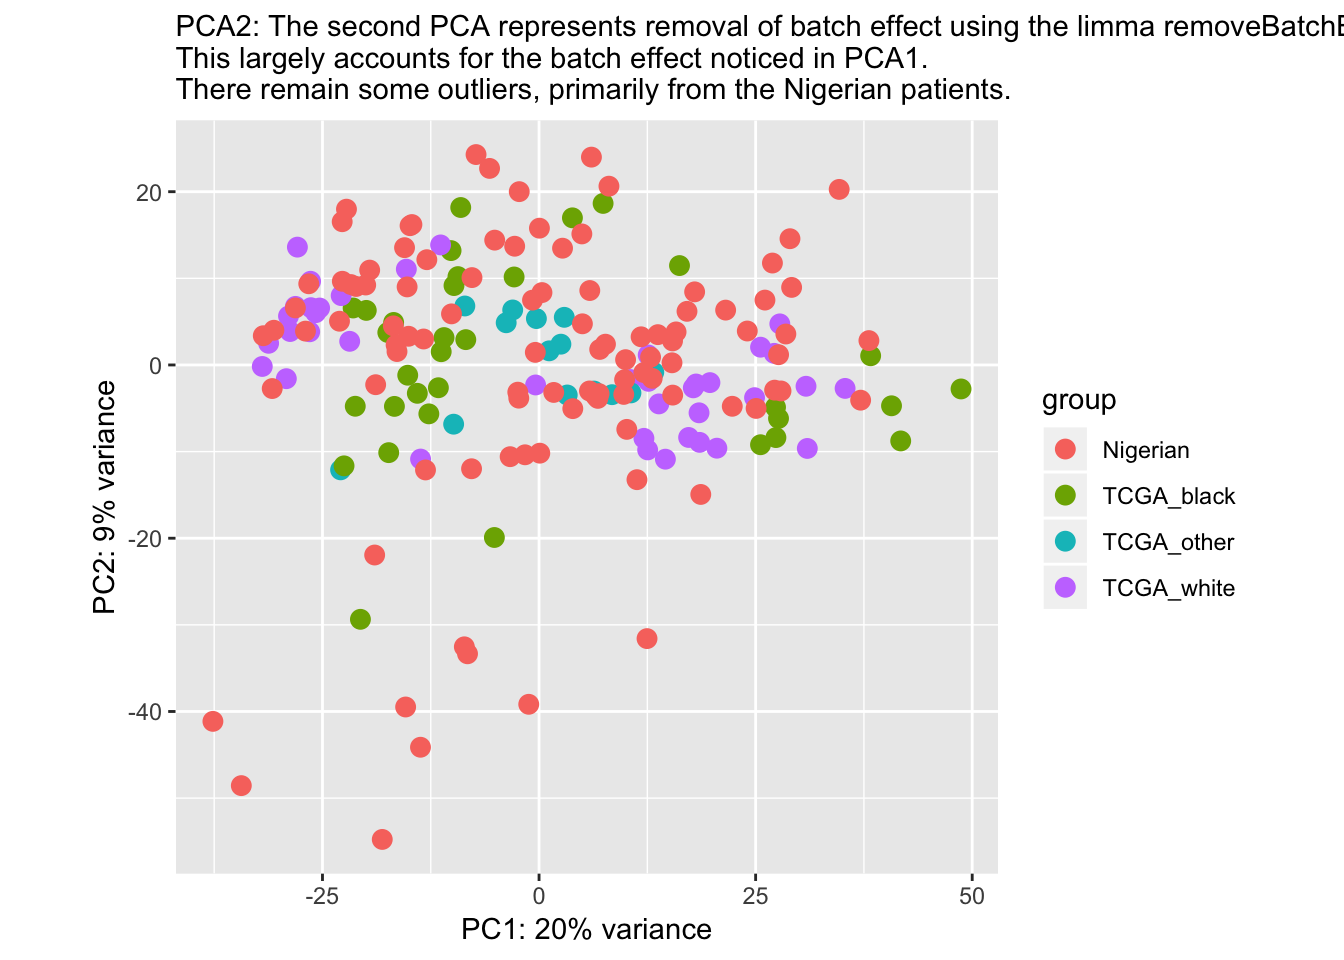 PCA2: The second PCA represents removal of batch effect using the limma removeBatch
This largely accounts for the batch effect noticed in PCA1.
There remain some outliers, primarily from the Nigerian patients.
20
0
-20
-40
PC2: 9% variance
-25
0
25
50
PC1: 20% variance
group
Nigerian
TCGA_black
TCGA_other
TCGA_white